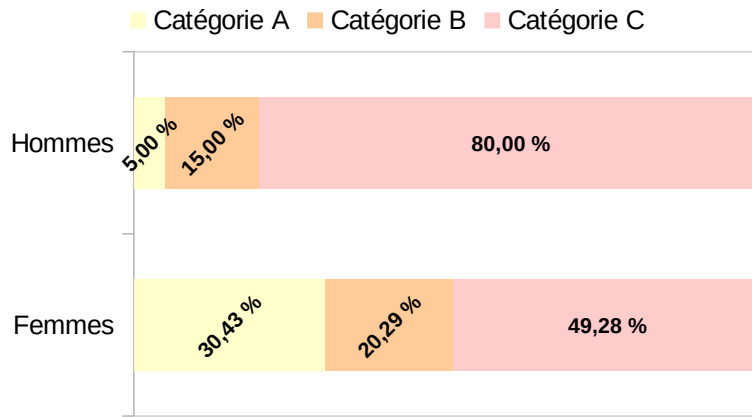 Catégorie A Catégorie B Catégorie C
Hommes 5,00 % 15,00 % 80,00 %
Femmes 30,43 % 20,29 % 49,28 %